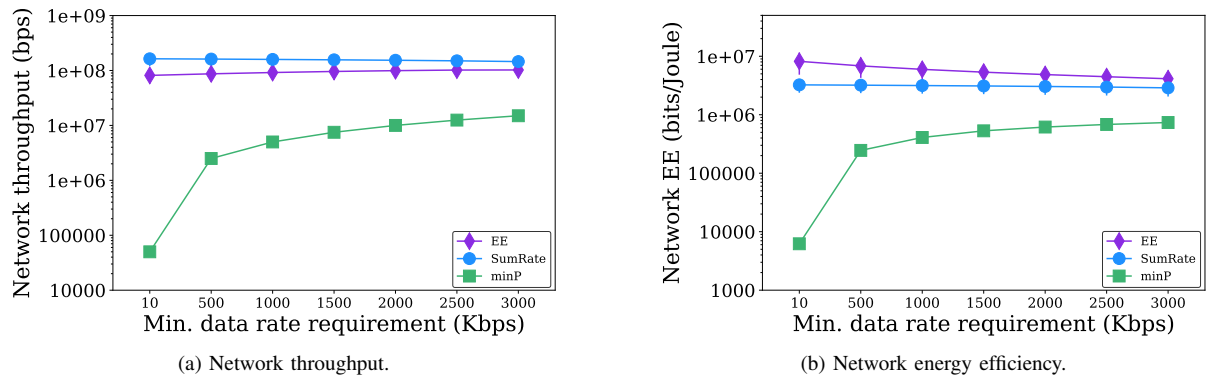 Network throughput (bps)
1e+09
1e+08
1e+07
1e+06
100000
10000
EE
SumRate
minP
10 500 1000 1500 2000 2500 3000
Min. data rate requirement (Kbps)
(a) Network throughput.
Network EE (bits/Joule)
1e+07
1e+06
100000
10000
1000
EE
SumRate
minP
10 500 1000 1500 2000 2500 3000
Min. data rate requirement (Kbps)
(b) Network energy efficiency.